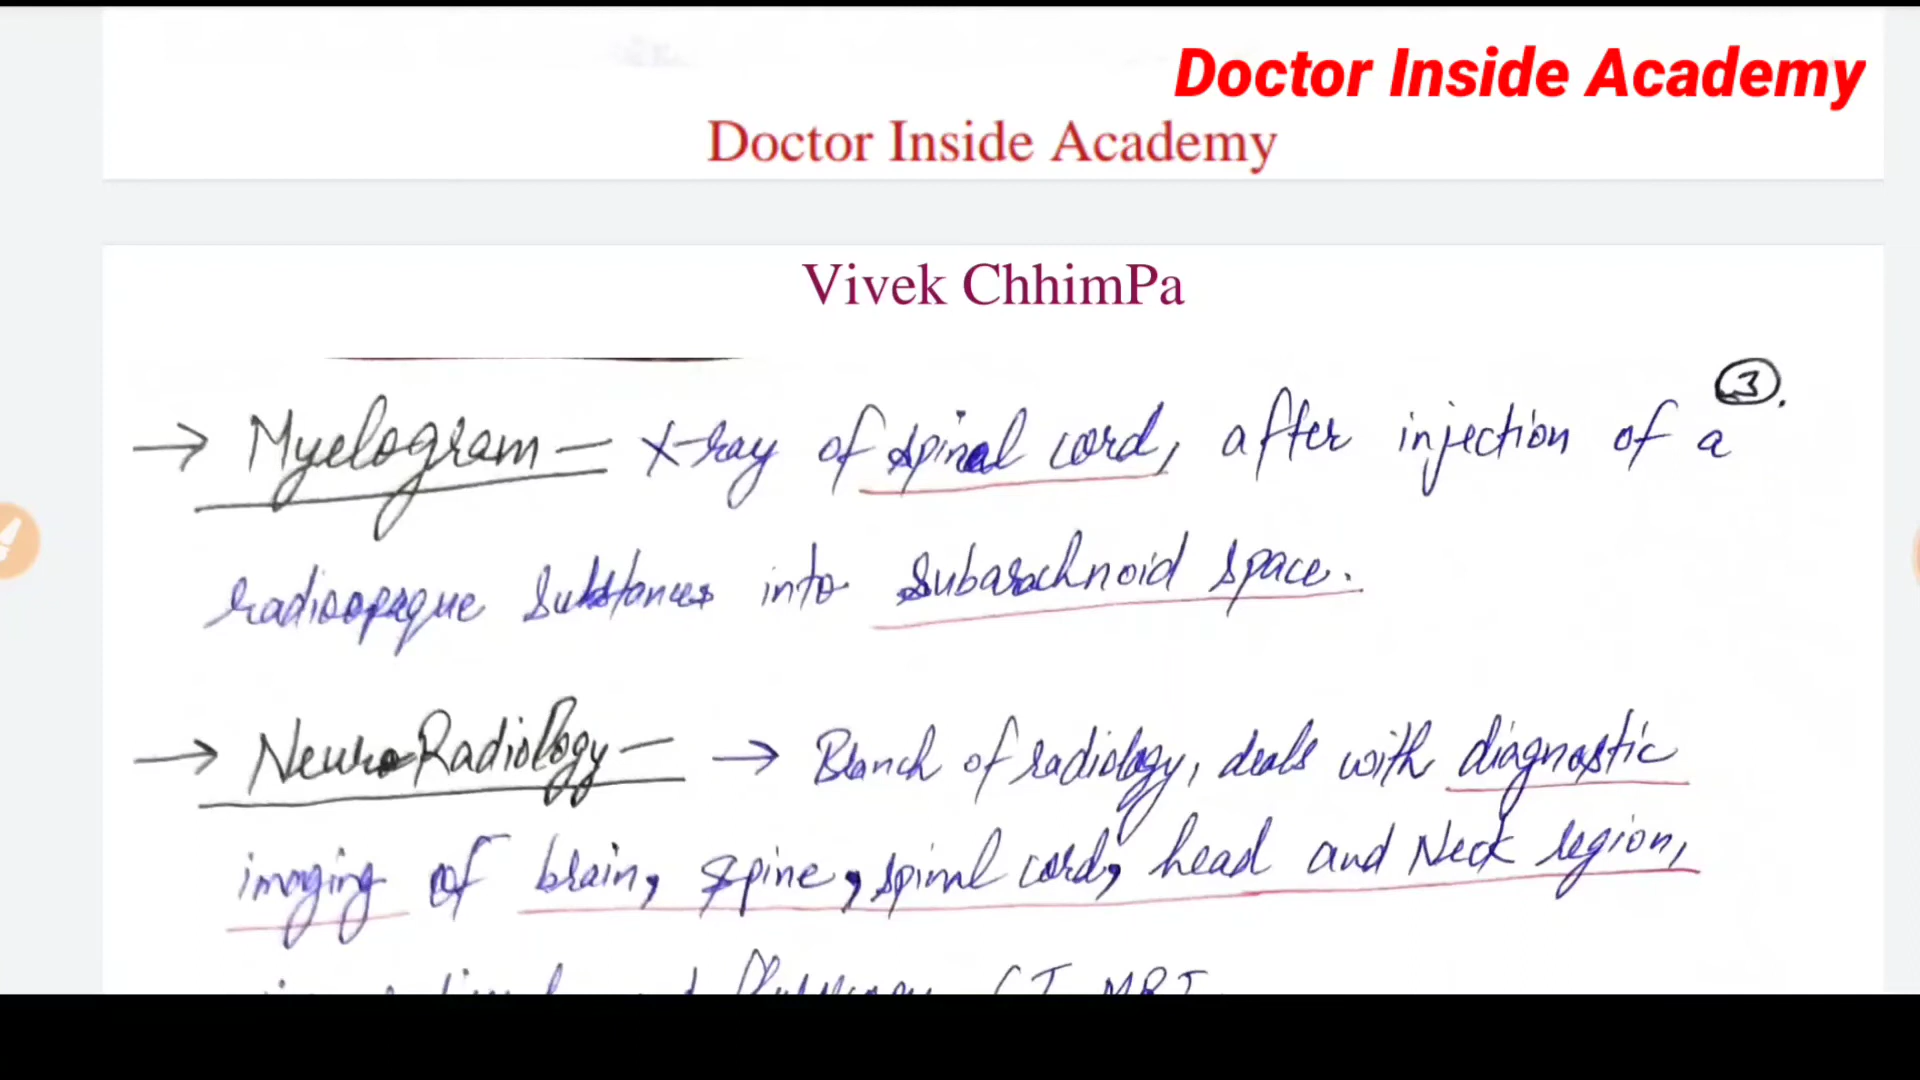 Doctor Inside Academy
Doctor Inside Academy
Vivek ChhimPa
3.
→ Myelogram – X-ray of spinal cord, after injection of a
radioopaque substances into subarachnoid space.
→ NeuroRadiology – → Branch of radiology, deals with diagnostic
imaging of brain, spine, spinal cord, head and Neck region,
CT, MRI